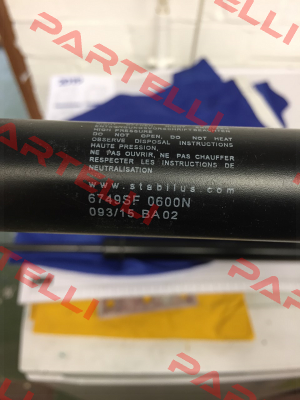 PARTELLI
HIGH PRESSURE
DO NOT OPEN, DO NOT HEAT
OBSERVE DISPOSAL INSTRUCTIONS
HAUTE PRESSION,
NE PAS OUVRIR, NE PAS CHAUFFER
RESPECTER LES INSTRUCTIONS DE
NEUTRALISATION
www.stabilus.com
6749SF 0600N
093/15 BA02
PARTELLI
PARTELLI